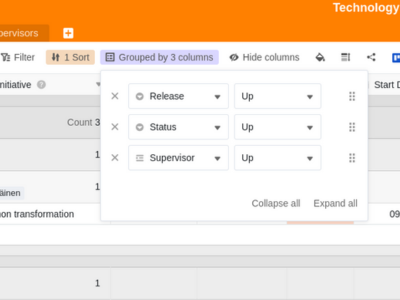 Technology
pervisors
Filter
1 Sort
Grouped by 3 columns
Hide columns
nitiative
Start D
Release
Up
Count 3
Status
Up
1
Supervisor
Up
1
äinen
Collapse all
Expand all
on transformation
09
1